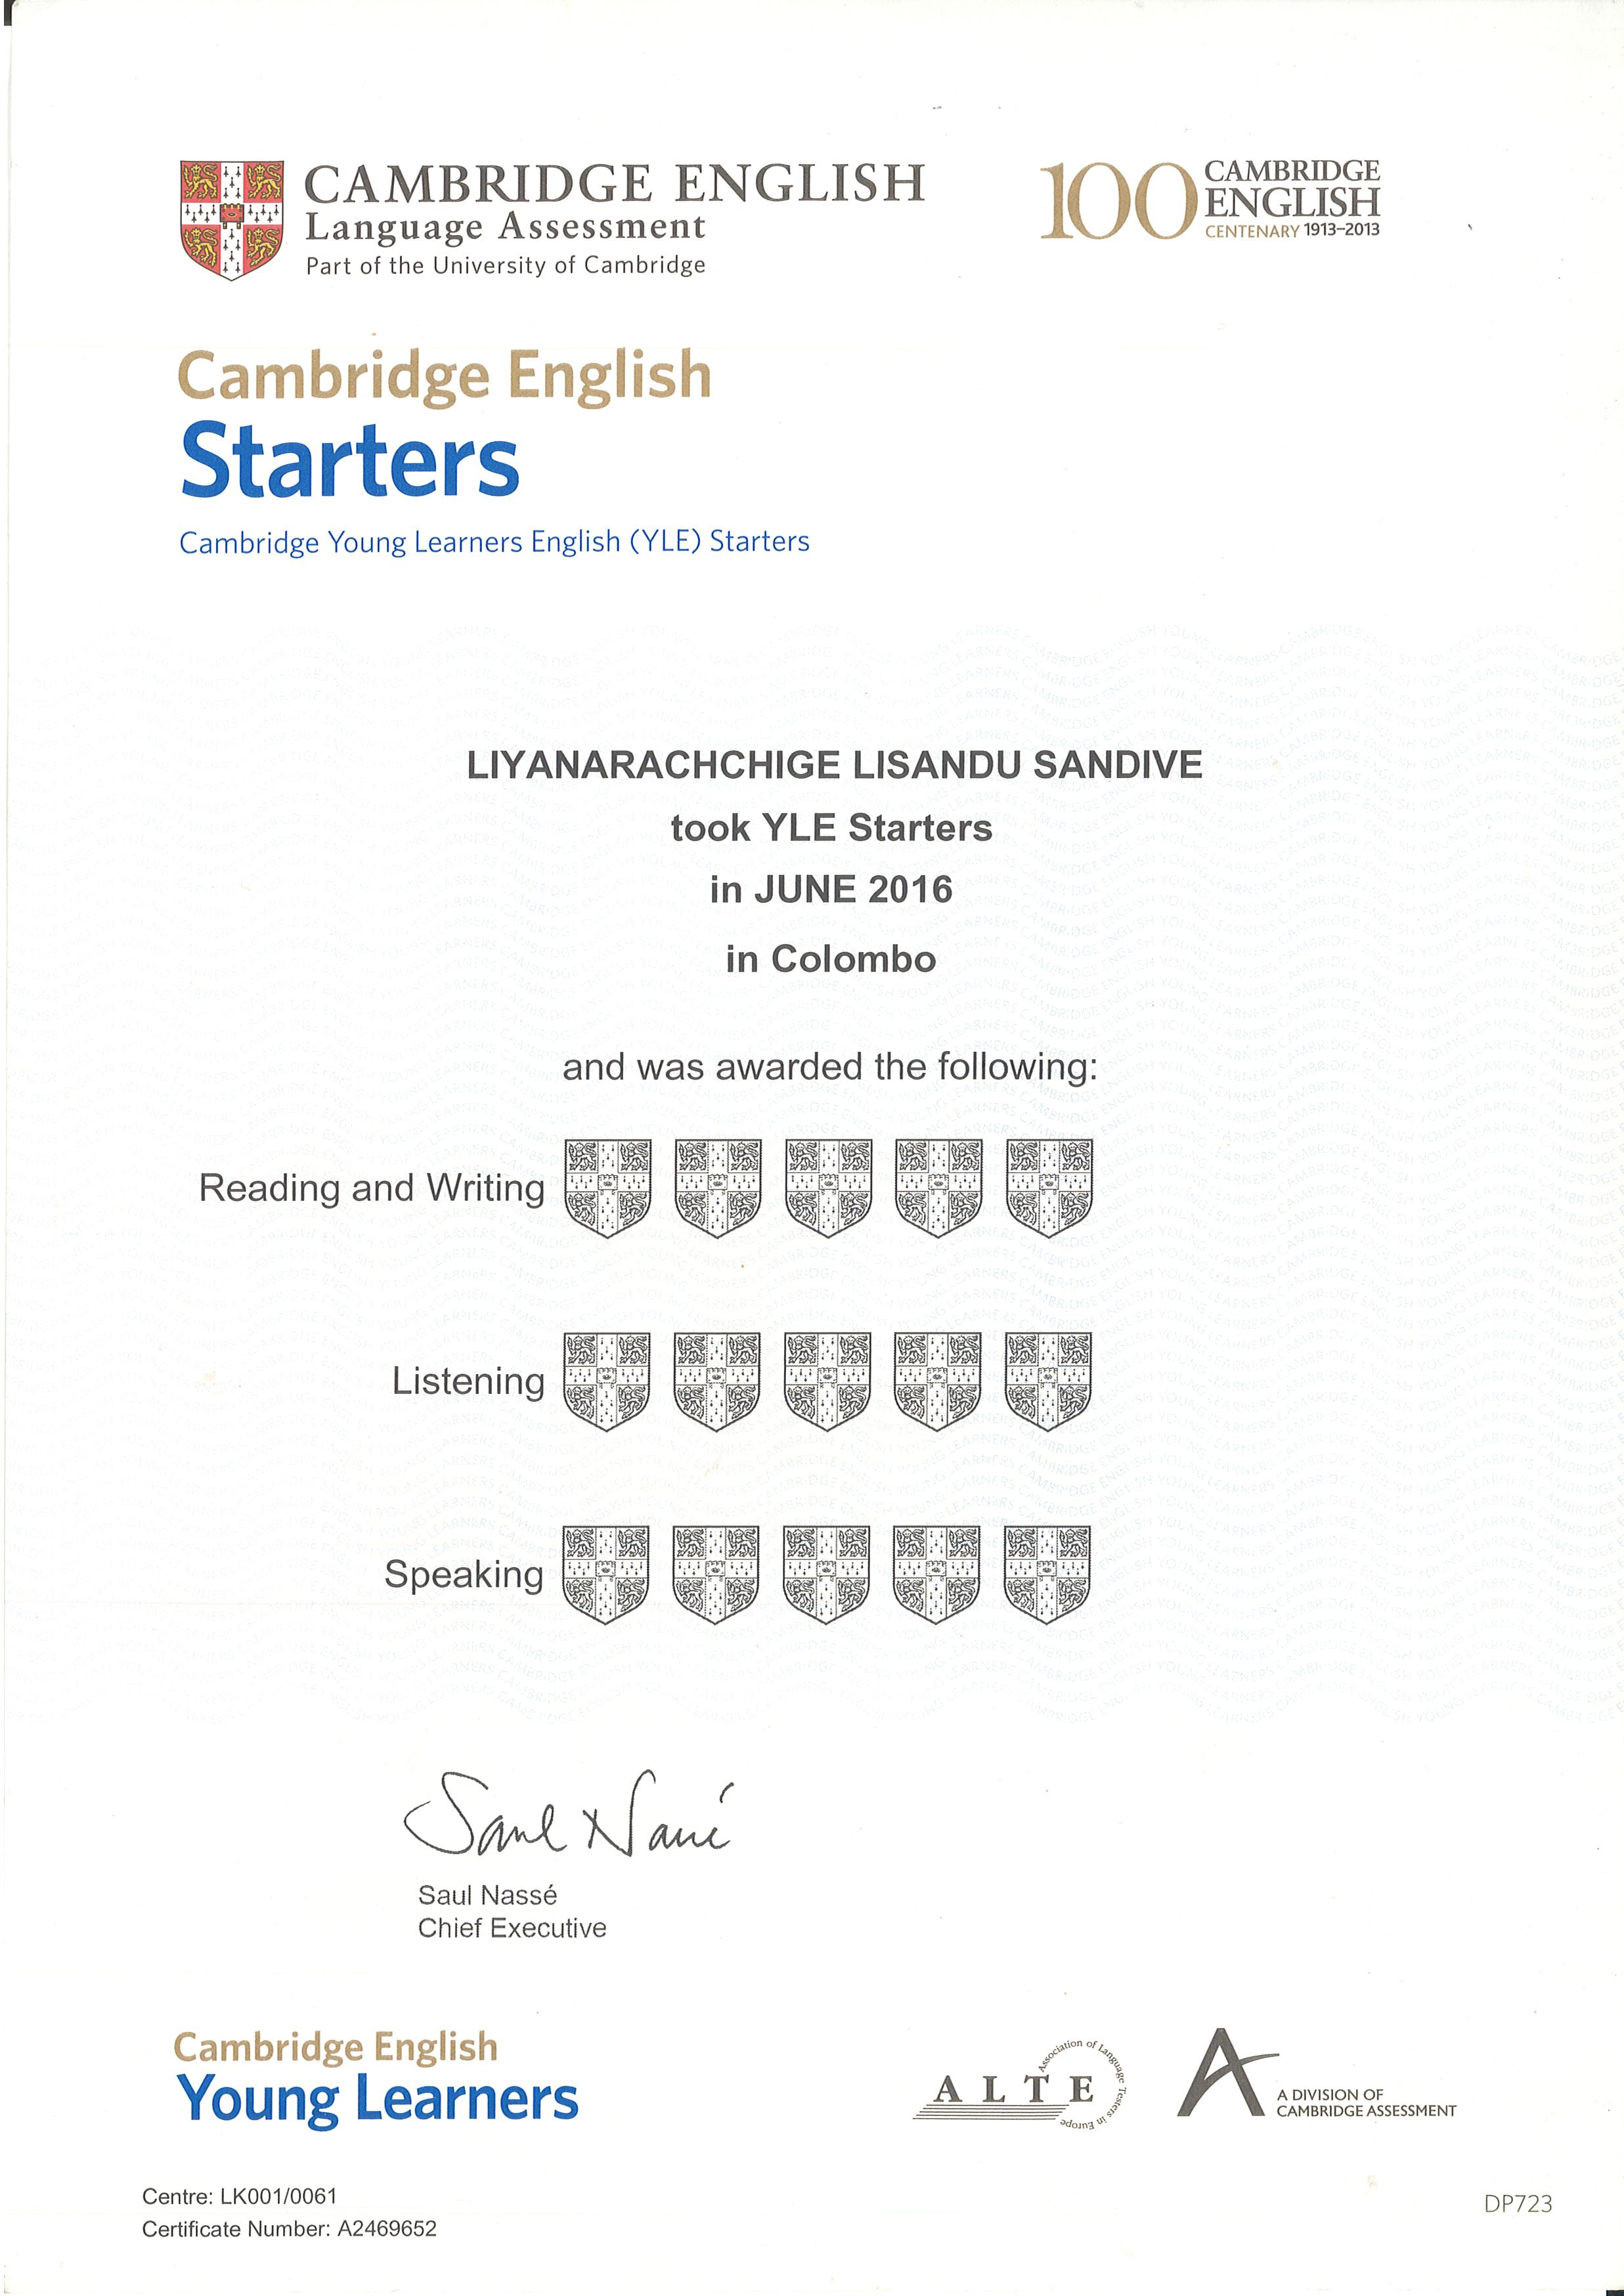 CAMBRIDGE ENGLISH
Language Assessment
Part of the University of Cambridge
100 CAMBRIDGE
ENGLISH
CENTENARY 1913–2013
Cambridge English
Starters
Cambridge Young Learners English (YLE) Starters
LIYANARACHCHIGE LISANDU SANDIVE
took YLE Starters
in JUNE 2016
in Colombo
and was awarded the following:
Reading and Writing
Listening
Speaking
Saul Nassé
Saul Nassé
Chief Executive
Cambridge English
Young Learners
ALTE
Association of Language Testers in Europe
A DIVISION OF
CAMBRIDGE ASSESSMENT
Centre: LK001/0061
Certificate Number: A2469652
DP723